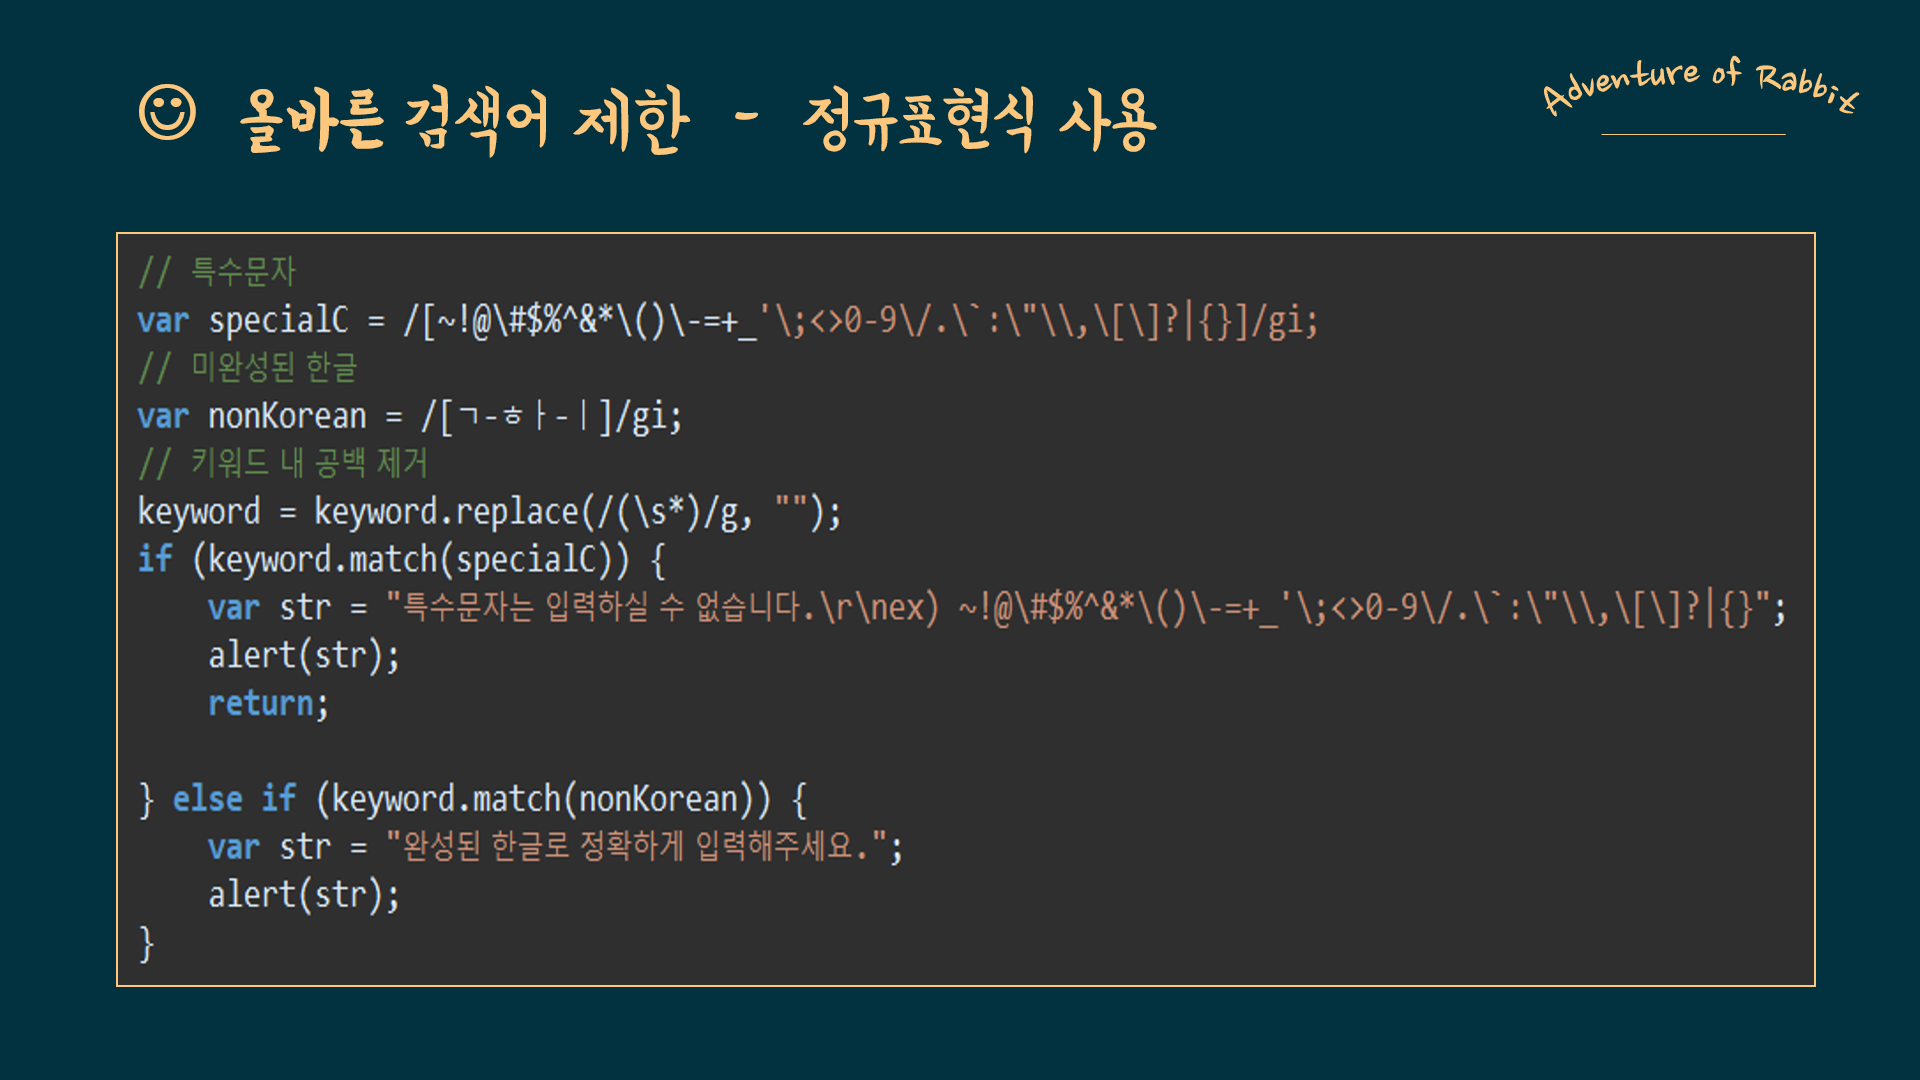 올바른 검색어 제한 - 정규표현식 사용
Adventure of Rabbit
// 특수문자
var specialC = /[~!@\#$%^&*\()\-=+_'\;<>0-9\/.\`:\"\\,\[\]?|{}]/gi;
// 미완성된 한글
var nonKorean = /[ㄱ-ㅎㅏ-ㅣ]/gi;
// 키워드 내 공백 제거
keyword = keyword.replace(/(\s*)/g, "");
if (keyword.match(specialC)) {
    var str = "특수문자는 입력하실 수 없습니다.\r\nex) ~!@\#$%^&*\()\-=+_'\;<>0-9\/.\`:\"\\,\[\]?|{}";
    alert(str);
    return;
} else if (keyword.match(nonKorean)) {
    var str = "완성된 한글로 정확하게 입력해주세요.";
    alert(str);
}